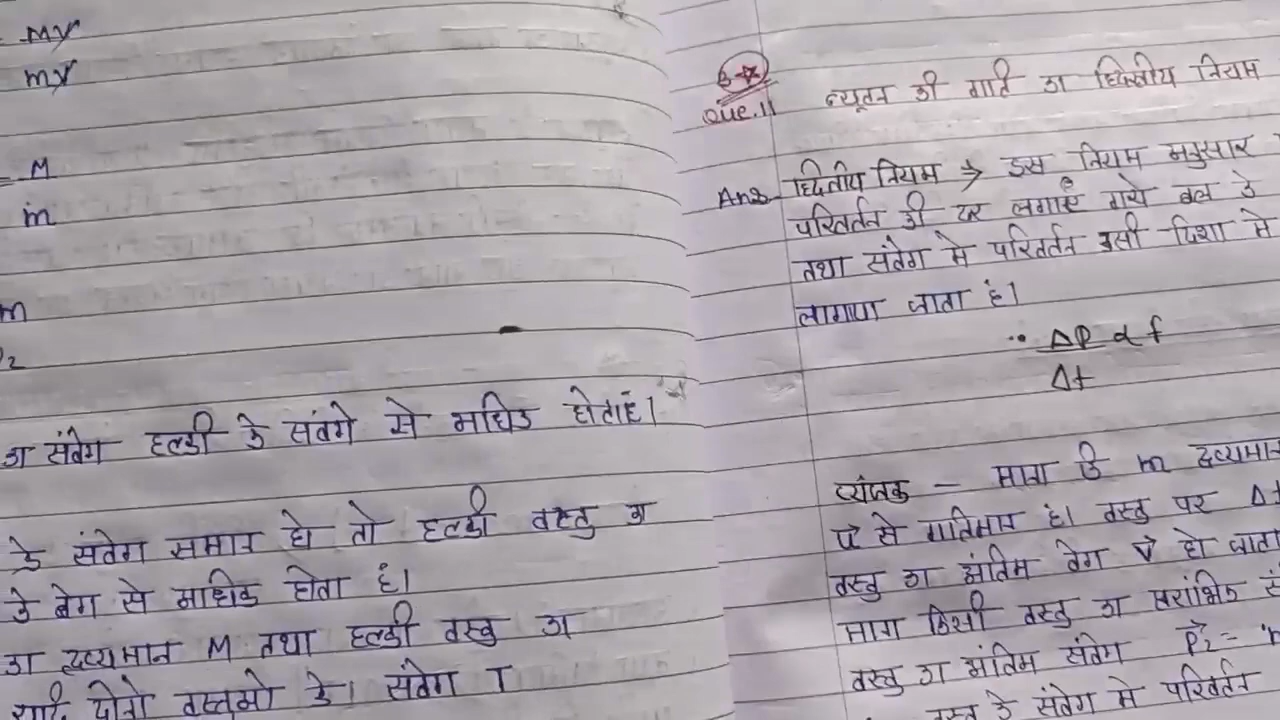 = MV
mv
= M
m
m
2
का संवेग हल्की के संवगे से अधिक होता हैं।
के संवेग समान हो तो हल्की वस्तु का
के वेग से अधिक होता हैं।
का द्रव्यमान M तथा हल्की वस्तु का
दोनो वस्तुओ के। संवेग
Que.11 न्यूटन की गति का द्वितीय नियम
Ans- द्वितीय नियम → इस नियम अनुसार
परिवर्तन की दर लगाएं गये बल के
तथा संवेग मे परिवर्तन उसी दिशा मे
लागाया जाता हैं।
∴ ΔP α f
Δt
व्यंजक - माना कि m द्रव्यमान
u से गतिमान हैं। वस्तु पर Δt
वस्तु का अंतिम वेग v हो जाता
माना किसी वस्तु का प्रारांभिक सं
वस्तु का अंतिम संवेग P₂ = m
वस्तु के संवेग मे परिवर्तन